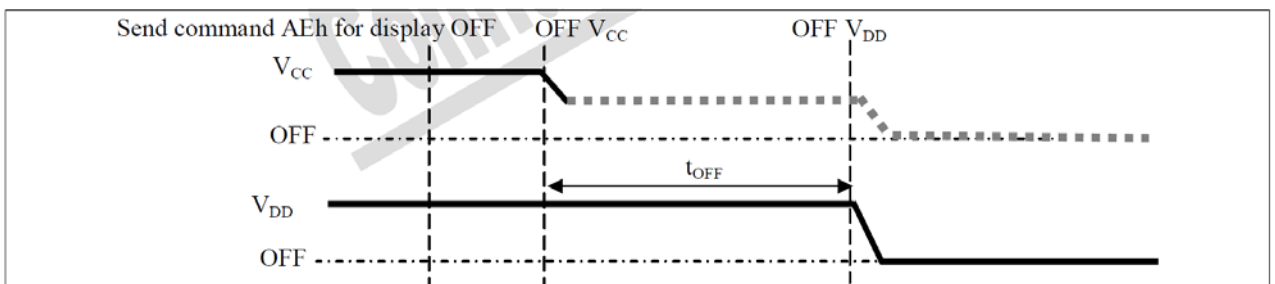 Send command AEh for display OFF OFF VCC OFF VDD
VCC
OFF
tOFF
VDD
OFF